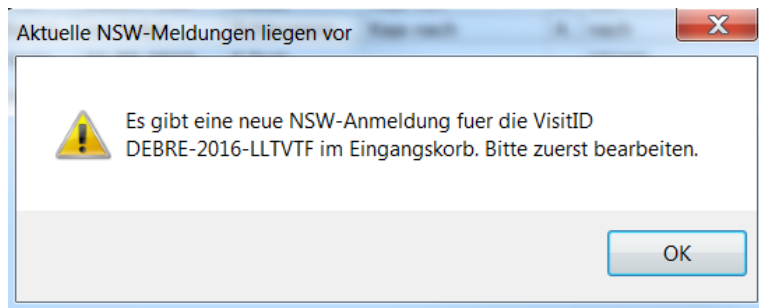 Aktuelle NSW-Meldungen liegen vor
Es gibt eine neue NSW-Anmeldung fuer die VisitID
DEBRE-2016-LLTVTF im Eingangskorb. Bitte zuerst bearbeiten.
OK